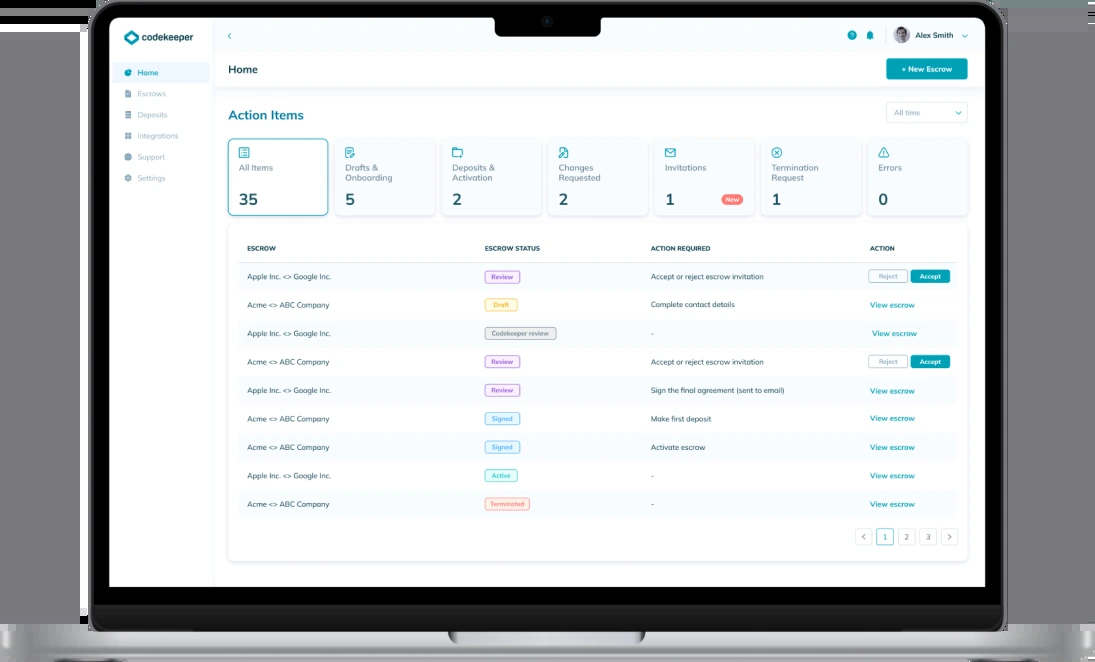 codekeeper
Alex Smith
Home
Escrows
Deposits
Integrations
Support
Settings
Home
+ New Escrow
Action Items
All time
All Items
35
Drafts &
Onboarding
5
Deposits &
Activation
2
Changes
Requested
2
Invitations
1 New
Termination
Request
1
Errors
0
ESCROW ESCROW STATUS ACTION REQUIRED ACTION
Apple Inc. <> Google Inc. Review Accept or reject escrow invitation Reject Accept
Acme <> ABC Company Draft Complete contact details View escrow
Apple Inc. <> Google Inc. Codekeeper review - View escrow
Acme <> ABC Company Review Accept or reject escrow invitation Reject Accept
Apple Inc. <> Google Inc. Review Sign the final agreement (sent to email) View escrow
Acme <> ABC Company Signed Make first deposit View escrow
Acme <> ABC Company Signed Activate escrow View escrow
Apple Inc. <> Google Inc. Active - View escrow
Acme <> ABC Company Terminated - View escrow
< 1 2 3 >